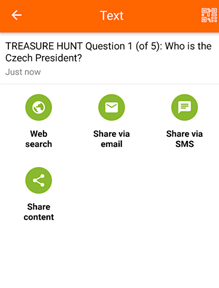 Text
TREASURE HUNT Question 1 (of 5): Who is the
Czech President?
Just now
Web
search
Share via
email
Share via
SMS
Share
content